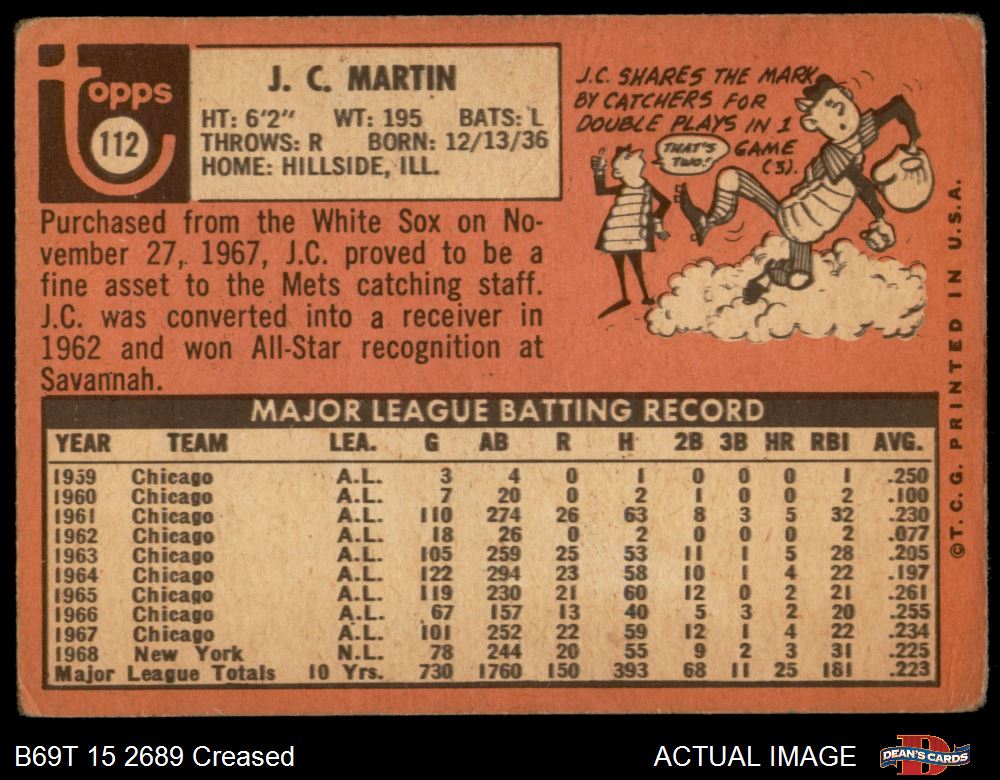 topps
112
J. C. MARTIN
HT: 6'2" WT: 195 BATS: L
THROWS: R BORN: 12/13/36
HOME: HILLSIDE, ILL.
J.C. SHARES THE MARK
BY CATCHERS FOR
DOUBLE PLAYS IN 1
GAME
(3).
THAT'S
TWO!
Purchased from the White Sox on No-
vember 27, 1967, J.C. proved to be a
fine asset to the Mets catching staff.
J.C. was converted into a receiver in
1962 and won All-Star recognition at
Savannah.
MAJOR LEAGUE BATTING RECORD
YEAR TEAM LEA. G AB R H 2B 3B HR RBI AVG.
1959 Chicago A.L. 3 4 0 1 0 0 0 1 .250
1960 Chicago A.L. 7 20 0 2 1 0 0 2 .100
1961 Chicago A.L. 110 274 26 63 8 3 5 32 .230
1962 Chicago A.L. 18 26 0 2 0 0 0 2 .077
1963 Chicago A.L. 105 259 25 53 11 1 5 28 .205
1964 Chicago A.L. 122 294 23 58 10 1 4 22 .197
1965 Chicago A.L. 119 230 21 60 12 0 2 21 .261
1966 Chicago A.L. 67 157 13 40 5 3 2 20 .255
1967 Chicago A.L. 101 252 22 59 12 1 4 22 .234
1968 New York N.L. 78 244 20 55 9 2 3 31 .225
Major League Totals 10 Yrs. 730 1760 150 393 68 11 25 181 .223
©T. C. G. PRINTED IN U.S.A.
B69T 15 2689 Creased
ACTUAL IMAGE
D
DEAN'S CARDS